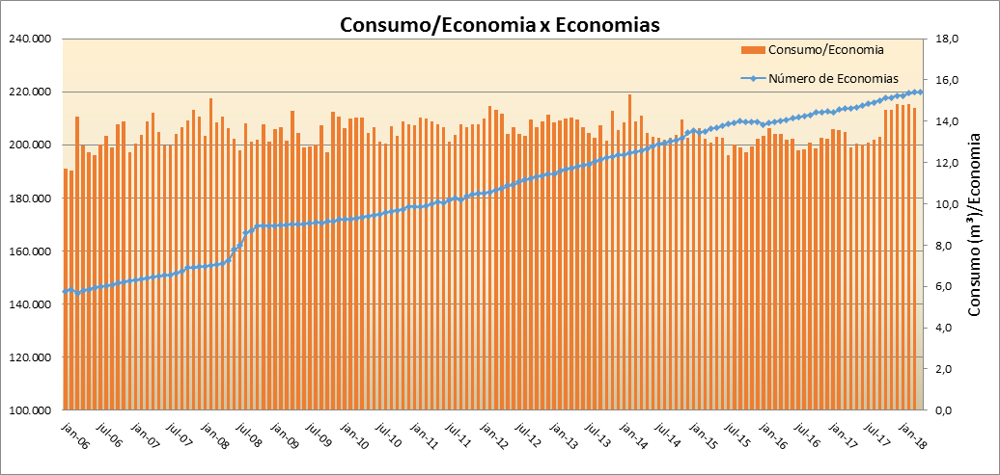 Consumo/Economia x Economias
240.000
220.000
200.000
180.000
160.000
140.000
120.000
100.000
18,0
16,0
14,0
12,0
10,0
8,0
6,0
4,0
2,0
0,0
Consumo (m³)/Economia
Consumo/Economia
Número de Economias
jan-06
jul-06
jan-07
jul-07
jan-08
jul-08
jan-09
jul-09
jan-10
jul-10
jan-11
jul-11
jan-12
jul-12
jan-13
jul-13
jan-14
jul-14
jan-15
jul-15
jan-16
jul-16
jan-17
jul-17
jan-18